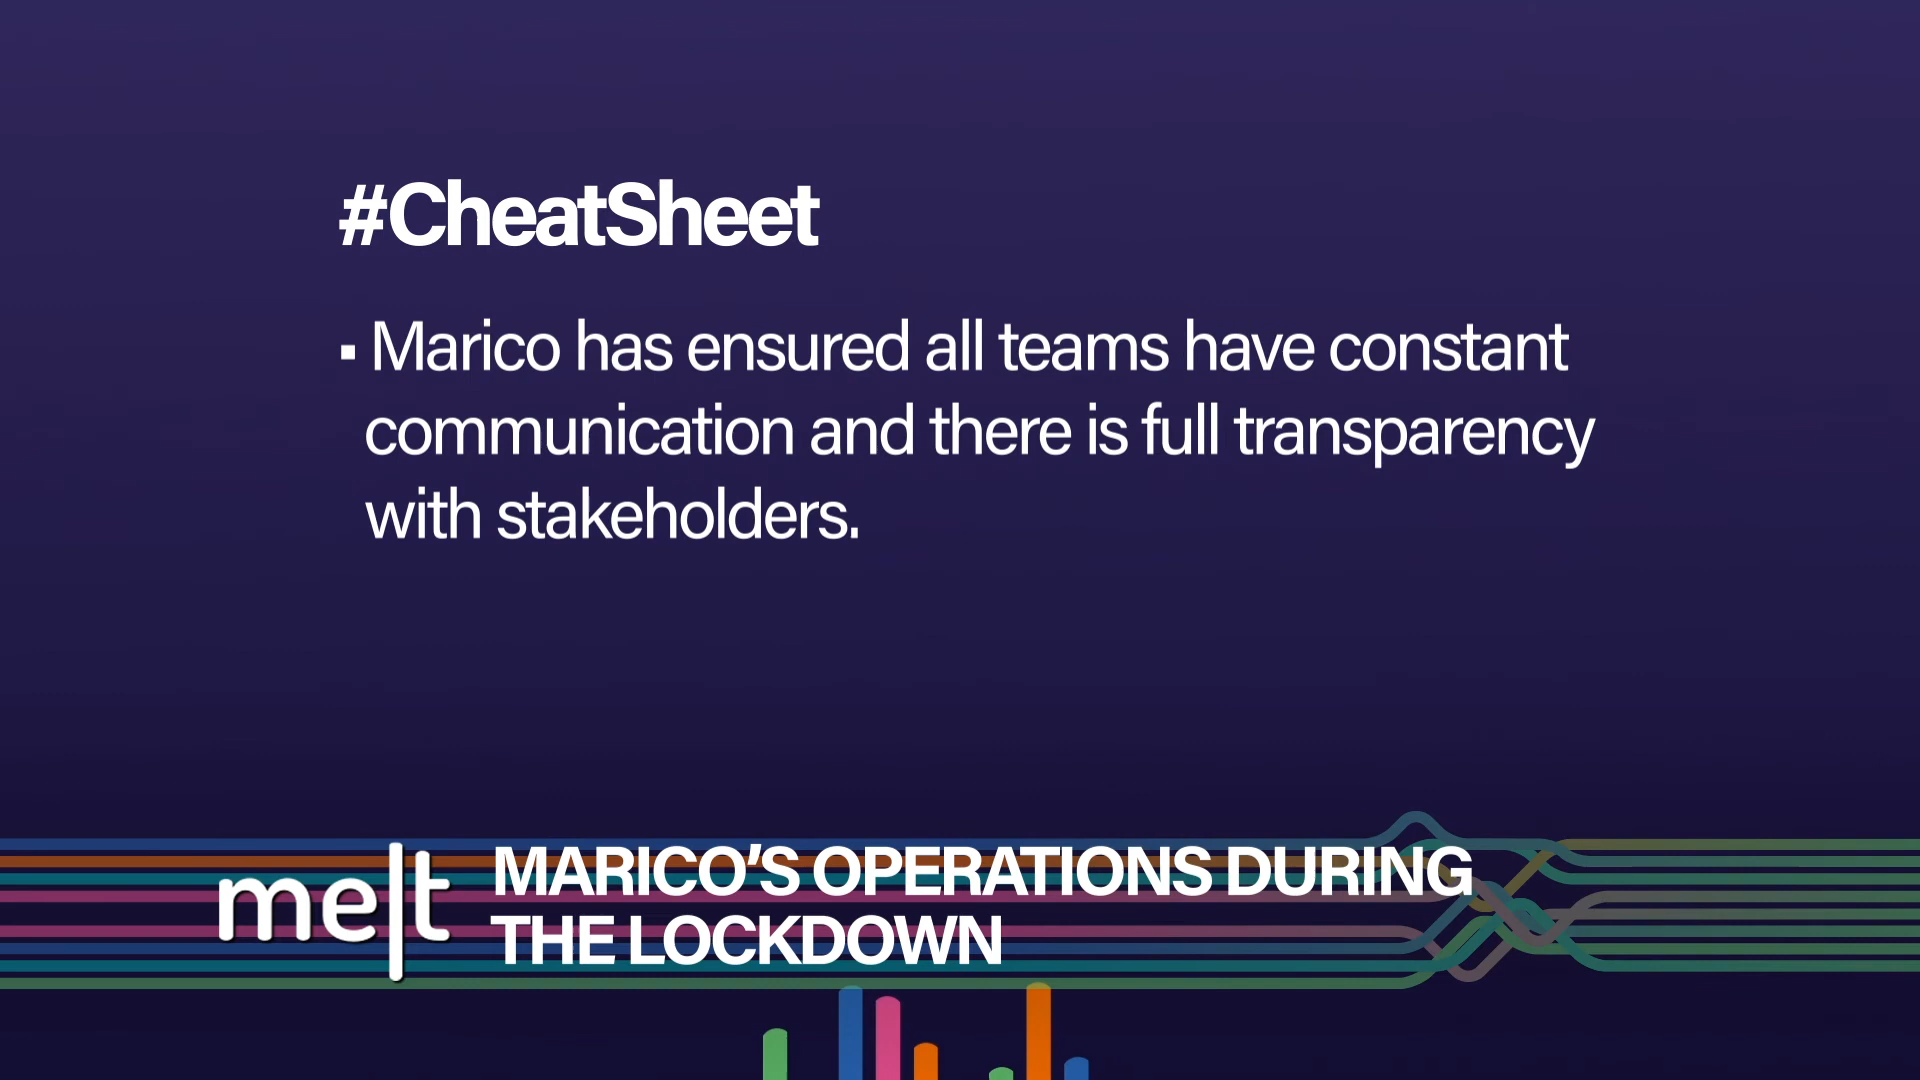 #CheatSheet
▪ Marico has ensured all teams have constant
communication and there is full transparency
with stakeholders.
melt
MARICO’S OPERATIONS DURING
THE LOCKDOWN